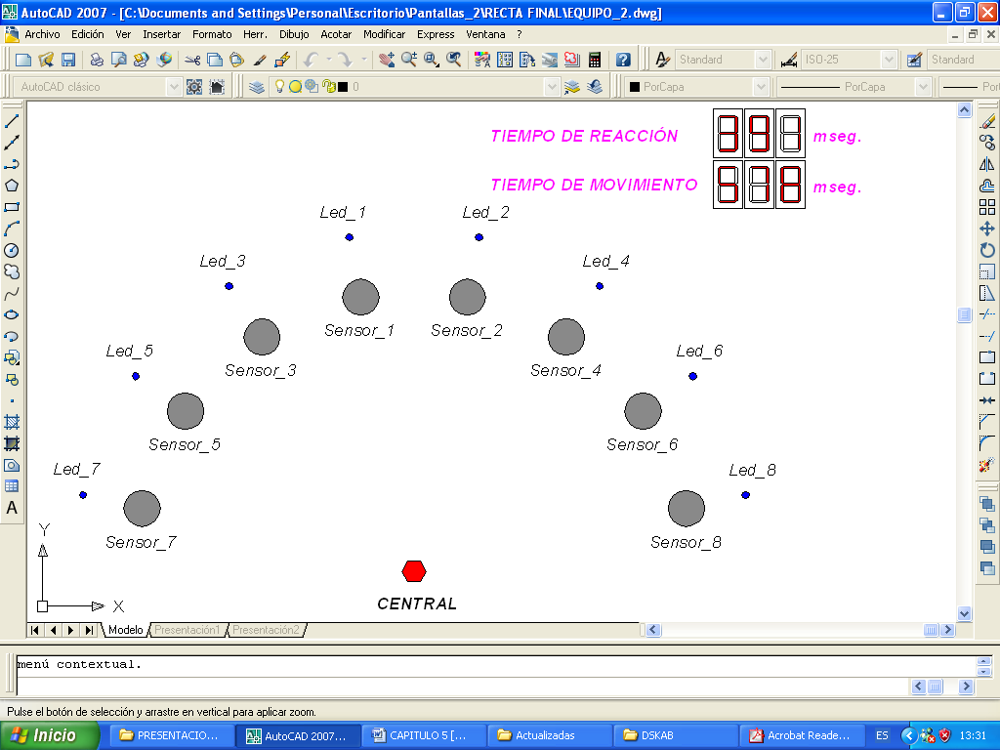 AutoCAD 2007 - [C:\Documents and Settings\Personal\Escritorio\Pantallas_2\RECTA FINAL\EQUIPO_2.dwg]
Archivo Edición Ver Insertar Formato Herr. Dibujo Acotar Modificar Express Ventana ?
Standard ISO-25 Standard
AutoCAD clásico 0 PorCapa PorCapa Por
TIEMPO DE REACCIÓN 391 mseg.
TIEMPO DE MOVIMIENTO 518 mseg.
Led_1 Led_2
Led_3 Led_4
Sensor_1 Sensor_2
Led_5 Led_6
Sensor_3 Sensor_4
Sensor_5 Sensor_6
Led_7 Led_8
Sensor_7 Sensor_8
Y
X
CENTRAL
A
Modelo Presentación1 Presentación2
menú contextual.
Pulse el botón de selección y arrastre en vertical para aplicar zoom.
Inicio PRESENTACIO... AutoCAD 2007... CAPITULO 5 [... Actualizadas DSKAB Acrobat Reade... ES 13:31